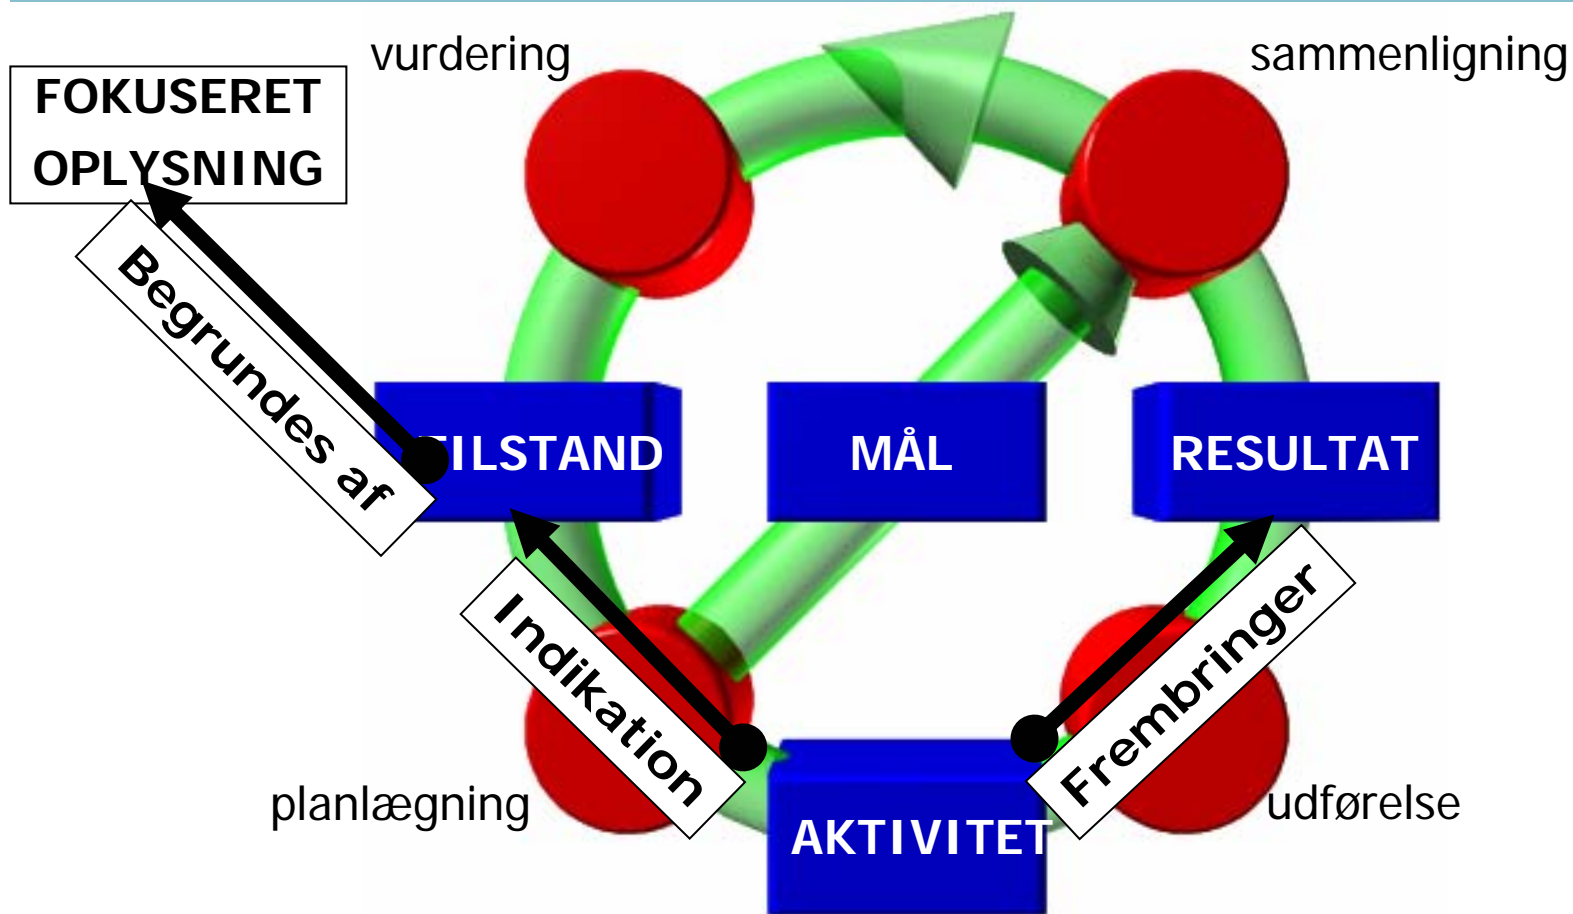 vurdering
sammenligning
FOKUSERET
OPLYSNING
Begrundes af
TILSTAND
MÅL
RESULTAT
Indikation
Frembringer
planlægning
udførelse
AKTIVITET